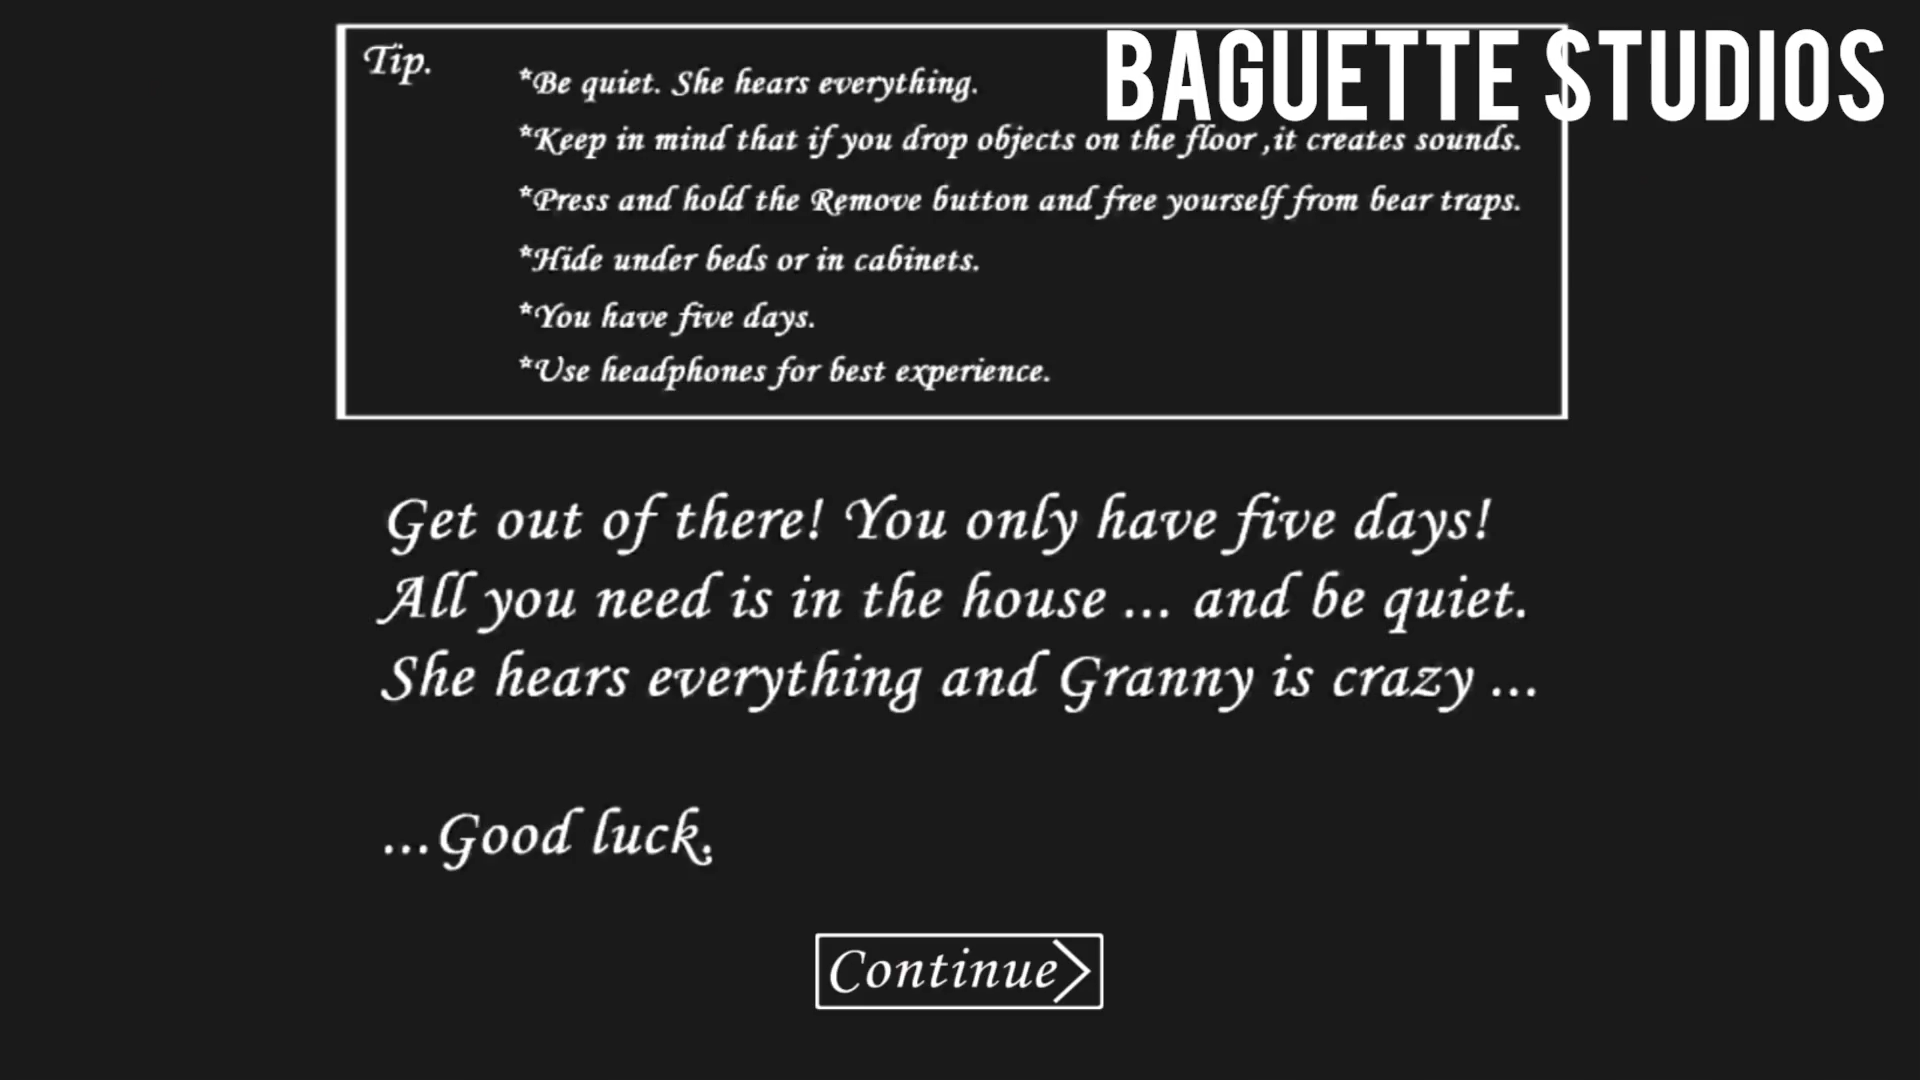 BAGUETTE STUDIOS
Tip.
*Be quiet. She hears everything.
*Keep in mind that if you drop objects on the floor ,it creates sounds.
*Press and hold the Remove button and free yourself from bear traps.
*Hide under beds or in cabinets.
*You have five days.
*Use headphones for best experience.
Get out of there! You only have five days!
All you need is in the house ... and be quiet.
She hears everything and Granny is crazy ...
...Good luck.
Continue